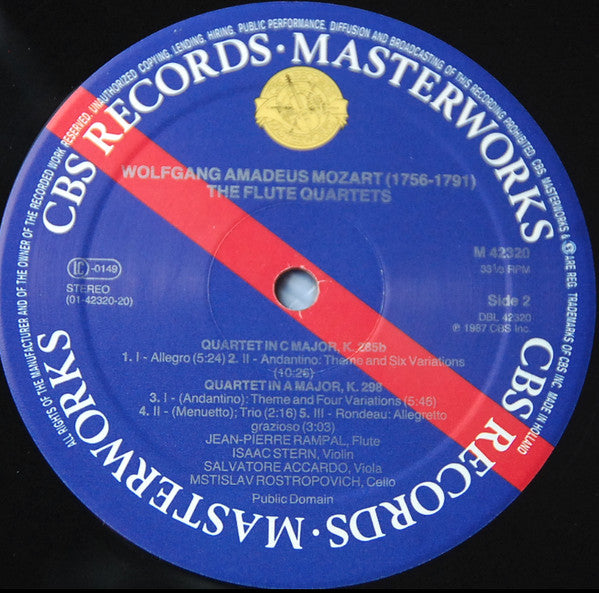 ALL RIGHTS OF THE MANUFACTURER AND OF THE OWNER OF THE RECORDED WORK RESERVED. UNAUTHORIZED COPYING, LENDING, HIRING, PUBLIC PERFORMANCE, DIFFUSION AND BROADCASTING OF THIS RECORDING PROHIBITED. CBS, MASTERWORKS & ARE REG. TRADEMARKS OF CBS INC. MADE IN HOLLAND
CBS RECORDS · MASTERWORKS
WOLFGANG AMADEUS MOZART (1756-1791)
THE FLUTE QUARTETS
LC-0149
STEREO
(01-42320-20)
M 42320
33⅓ RPM
Side 2
DBL 42320
℗ 1987 CBS Inc.
QUARTET IN C MAJOR, K. 285b
1. I - Allegro (5:24) 2. II - Andantino: Theme and Six Variations
(10:26)
QUARTET IN A MAJOR, K. 298
3. I - (Andantino): Theme and Four Variations (5:46)
4. II - (Menuetto); Trio (2:16) 5. III - Rondeau: Allegretto
grazioso (3:03)
JEAN-PIERRE RAMPAL, Flute
ISAAC STERN, Violin
SALVATORE ACCARDO, Viola
MSTISLAV ROSTROPOVICH, Cello
Public Domain
CBS RECORDS · MASTERWORKS